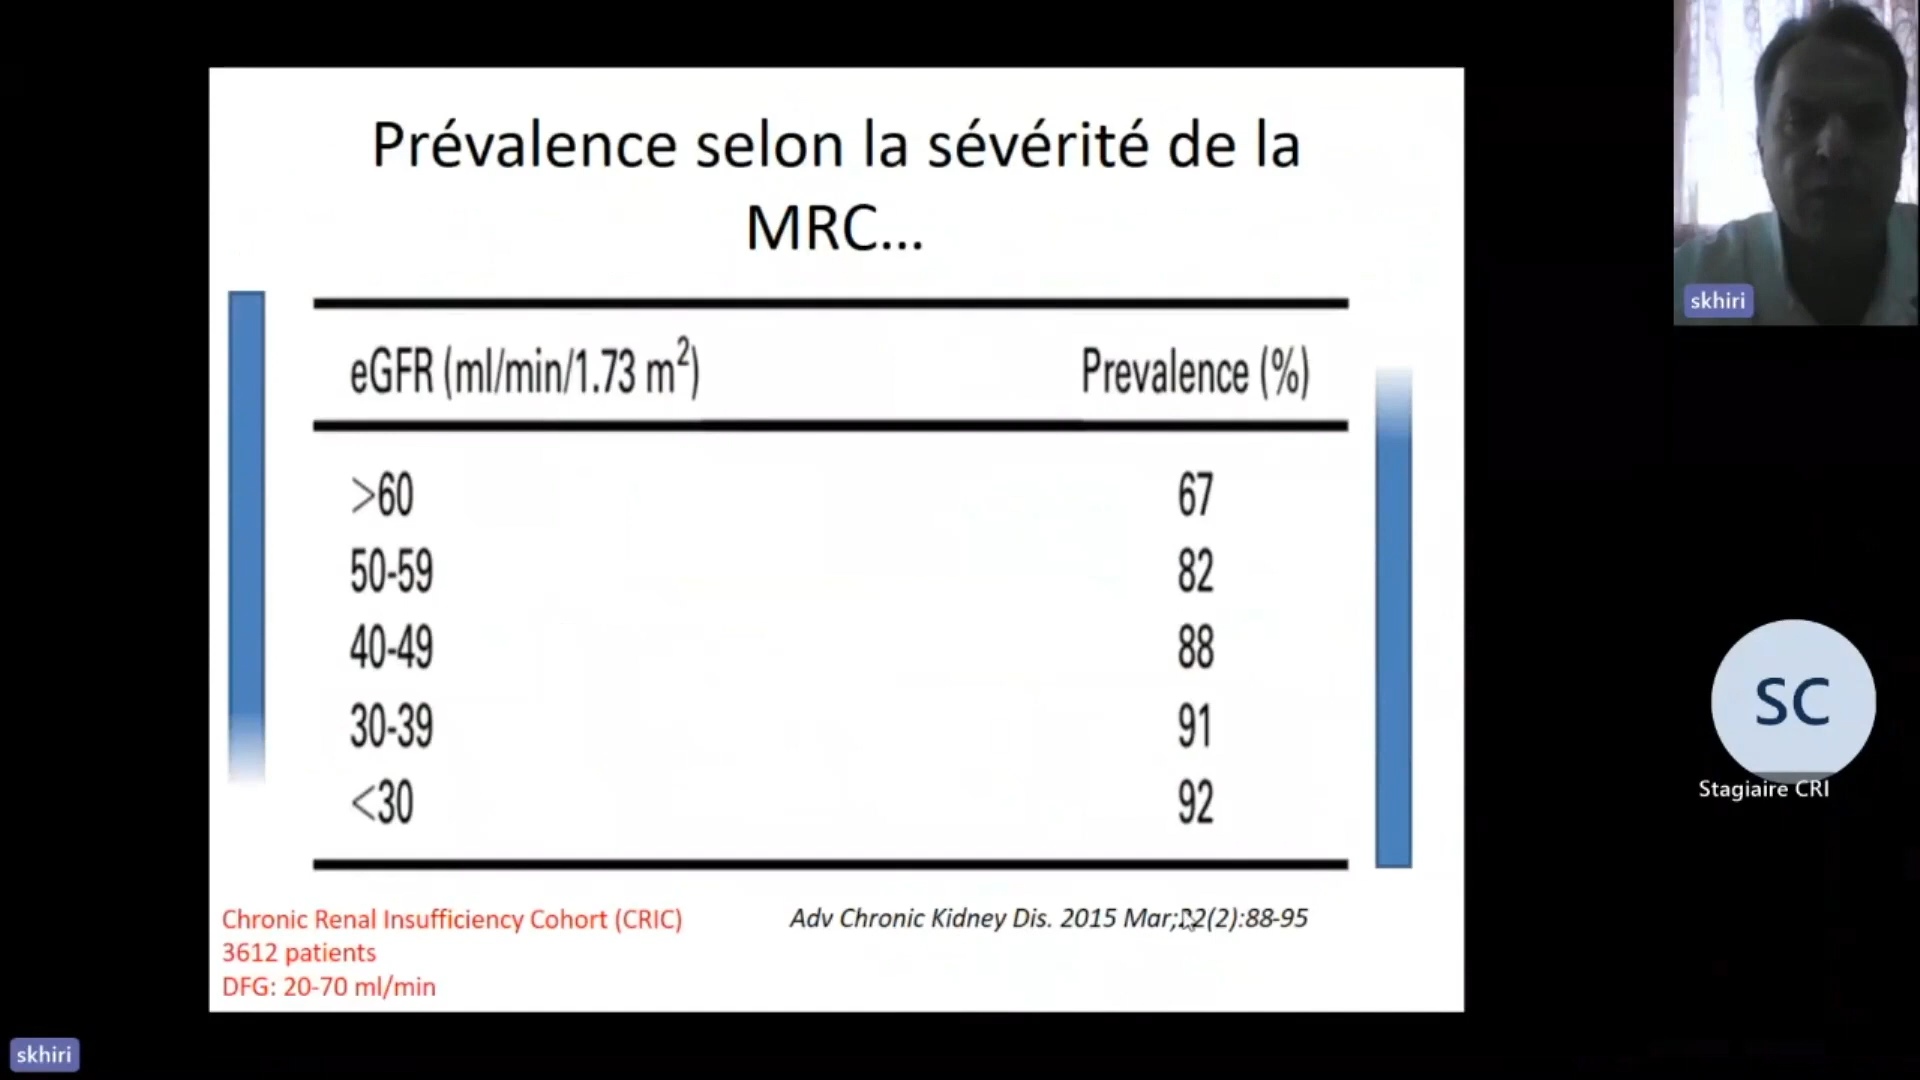 Prévalence selon la sévérité de la
MRC...
eGFR (ml/min/1.73 m²) Prevalence (%)
>60 67
50-59 82
40-49 88
30-39 91
<30 92
Chronic Renal Insufficiency Cohort (CRIC)
3612 patients
DFG: 20-70 ml/min
Adv Chronic Kidney Dis. 2015 Mar;22(2):88-95
skhiri
SC
Stagiaire CRI
skhiri